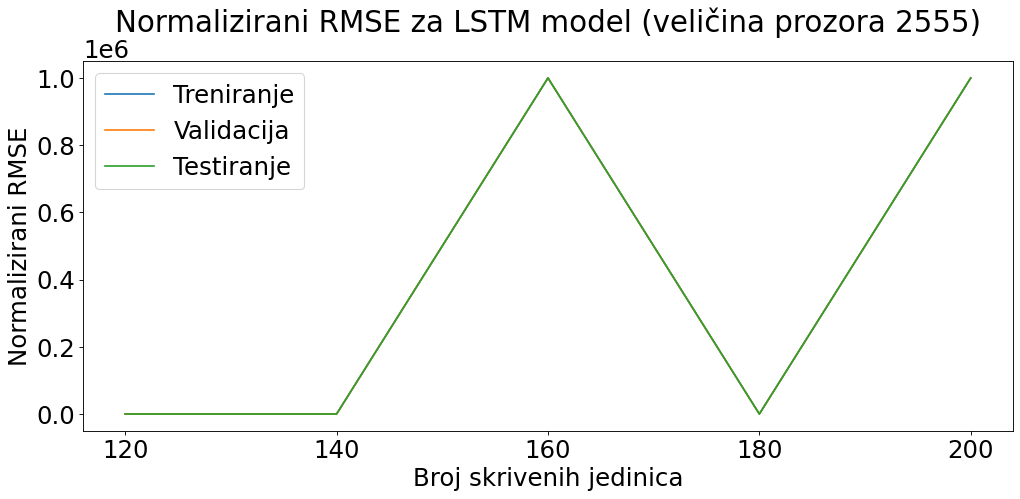 Normalizirani RMSE za LSTM model (veličina prozora 2555)
1e6
1.0
0.8
0.6
0.4
0.2
0.0
Normalizirani RMSE
Treniranje
Validacija
Testiranje
120 140 160 180 200
Broj skrivenih jedinica